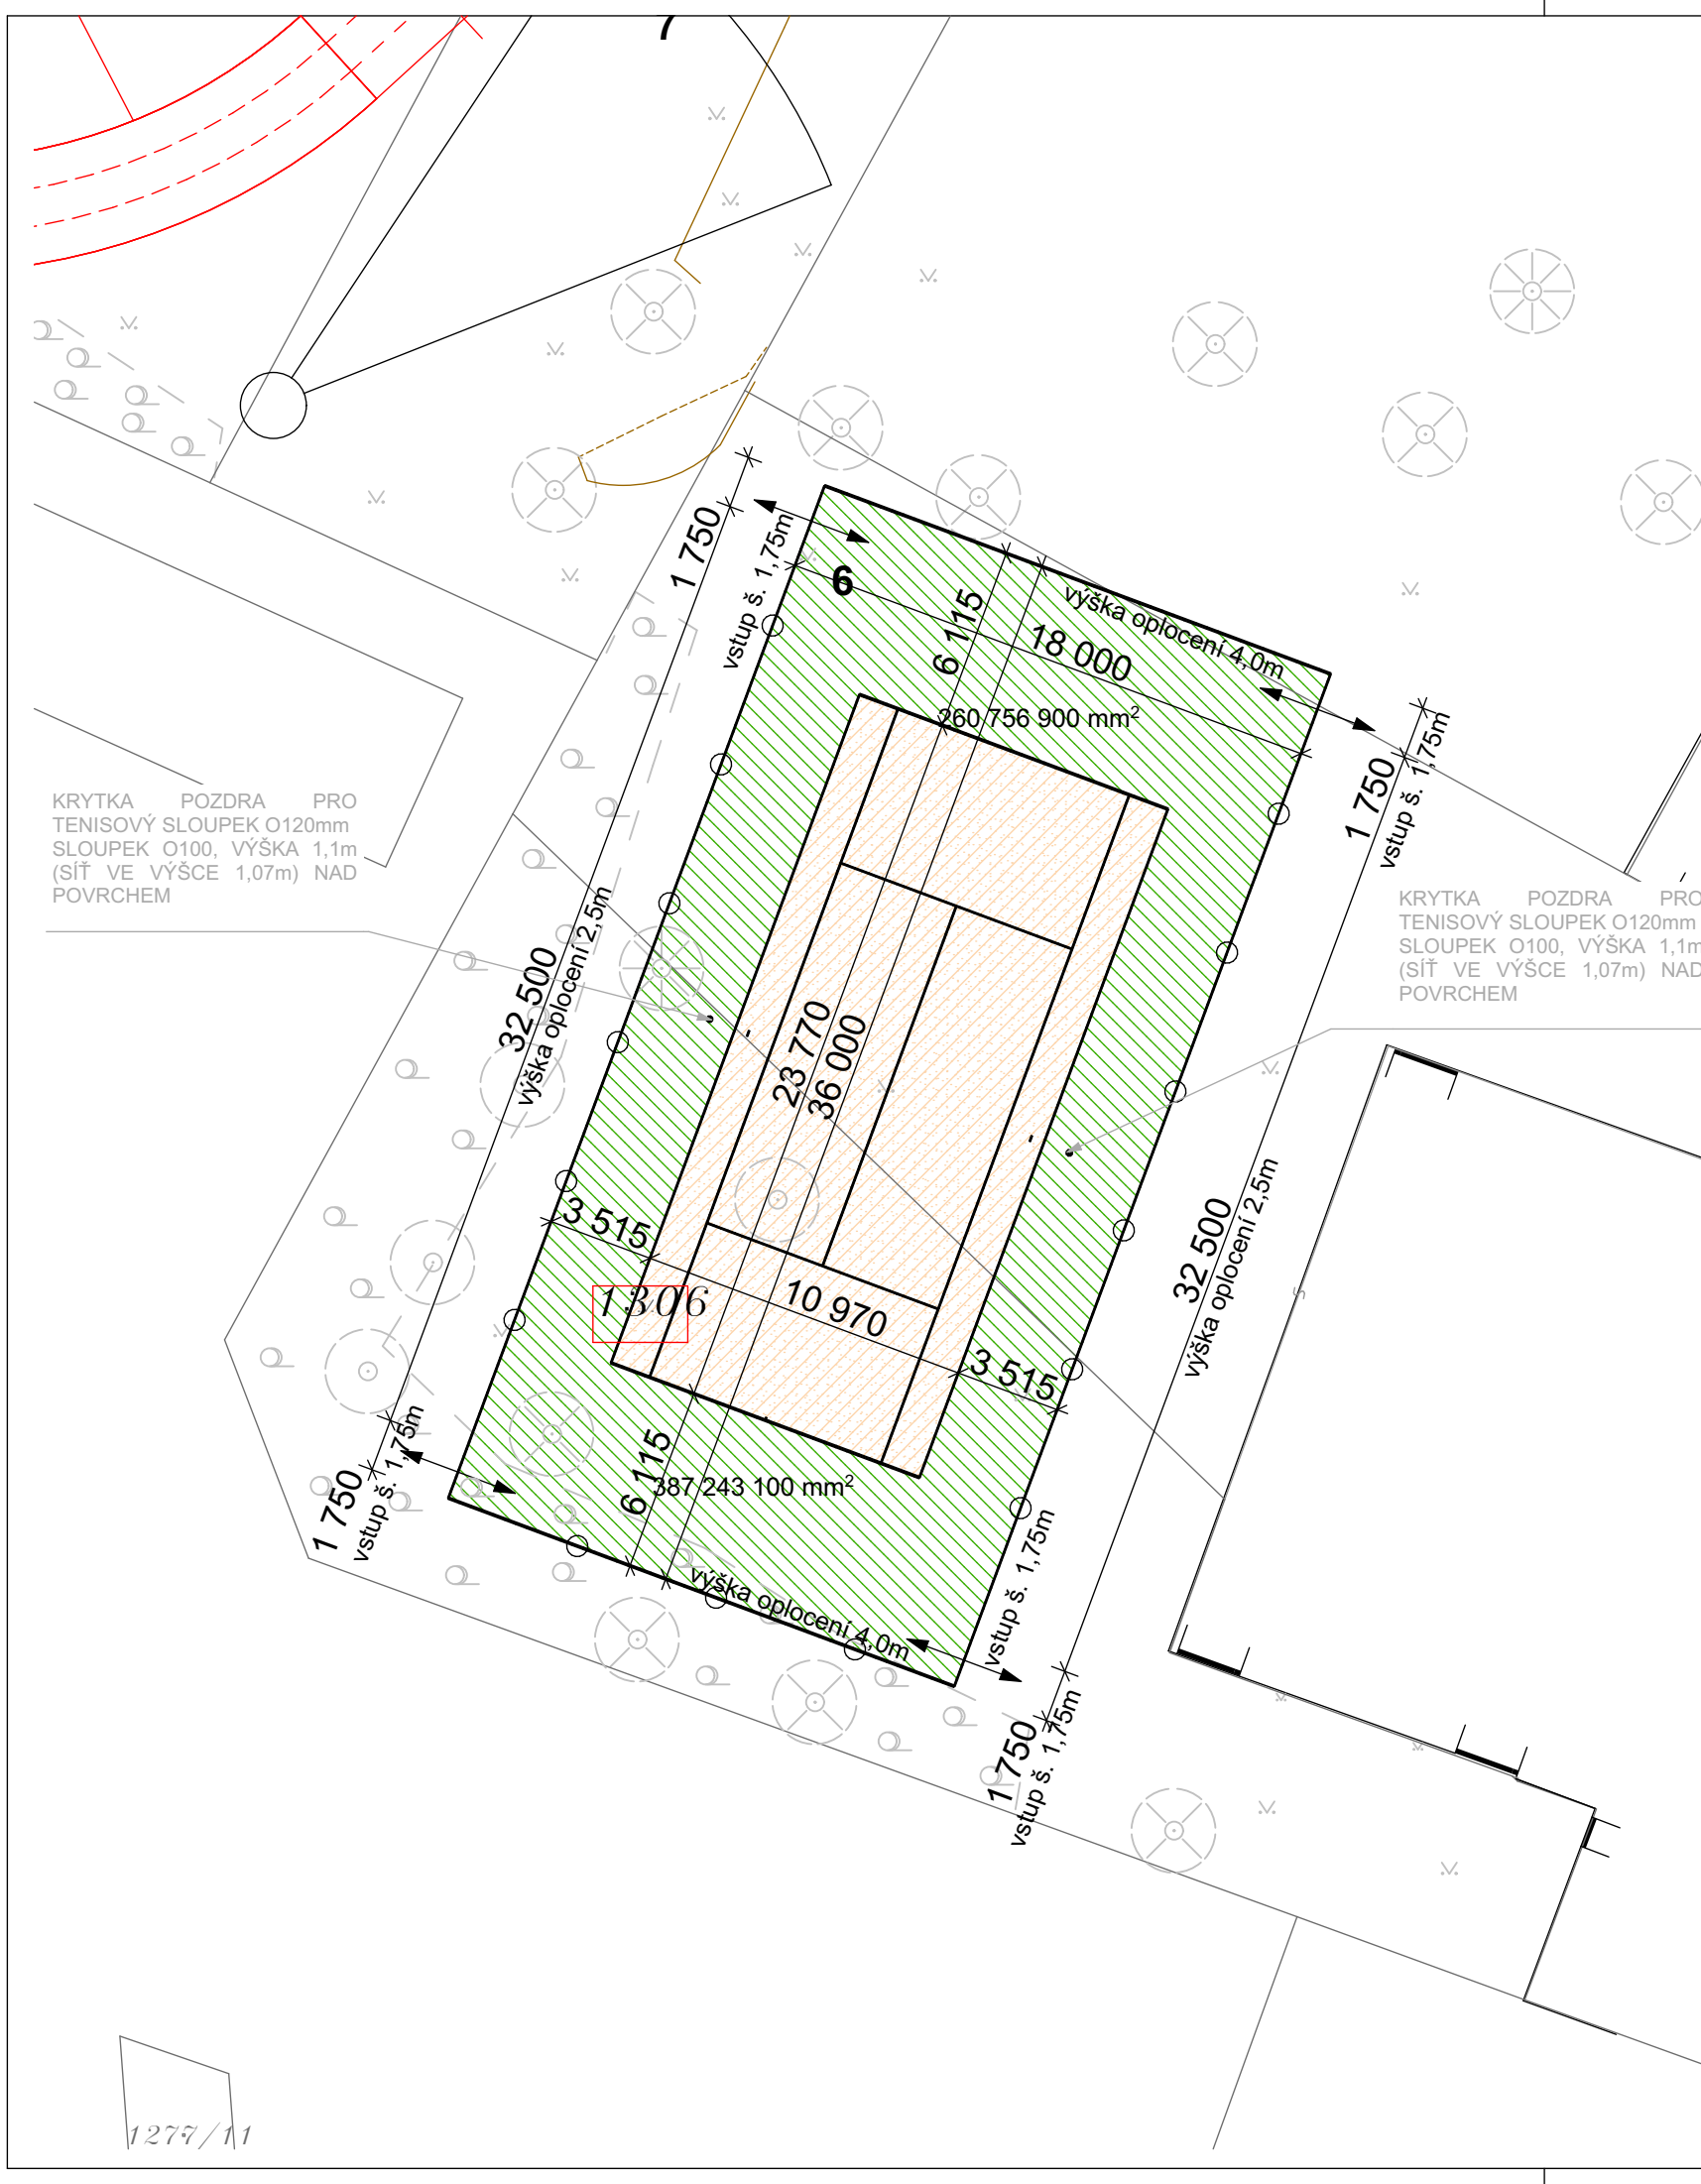 7
1 750
vstup š. 1,75m
6
6 115
výška oplocení 4,0m
18 000
260 756 900 mm²
1 750
vstup š. 1,75m
KRYTKA POZDRA PRO
TENISOVÝ SLOUPEK O120mm
SLOUPEK O100, VÝŠKA 1,1m
(SÍŤ VE VÝŠCE 1,07m) NAD
POVRCHEM
KRYTKA POZDRA PRO
TENISOVÝ SLOUPEK O120mm
SLOUPEK O100, VÝŠKA 1,1m
(SÍŤ VE VÝŠCE 1,07m) NAD
POVRCHEM
32 500
výška oplocení 2,5m
23 770
36 000
3 515
1306
10 970
3 515
32 500
výška oplocení 2,5m
1 750
vstup š. 1,75m
6 115
387 243 100 mm²
výška oplocení 4,0m
vstup š. 1,75m
1 750
vstup š. 1,75m
1277/11